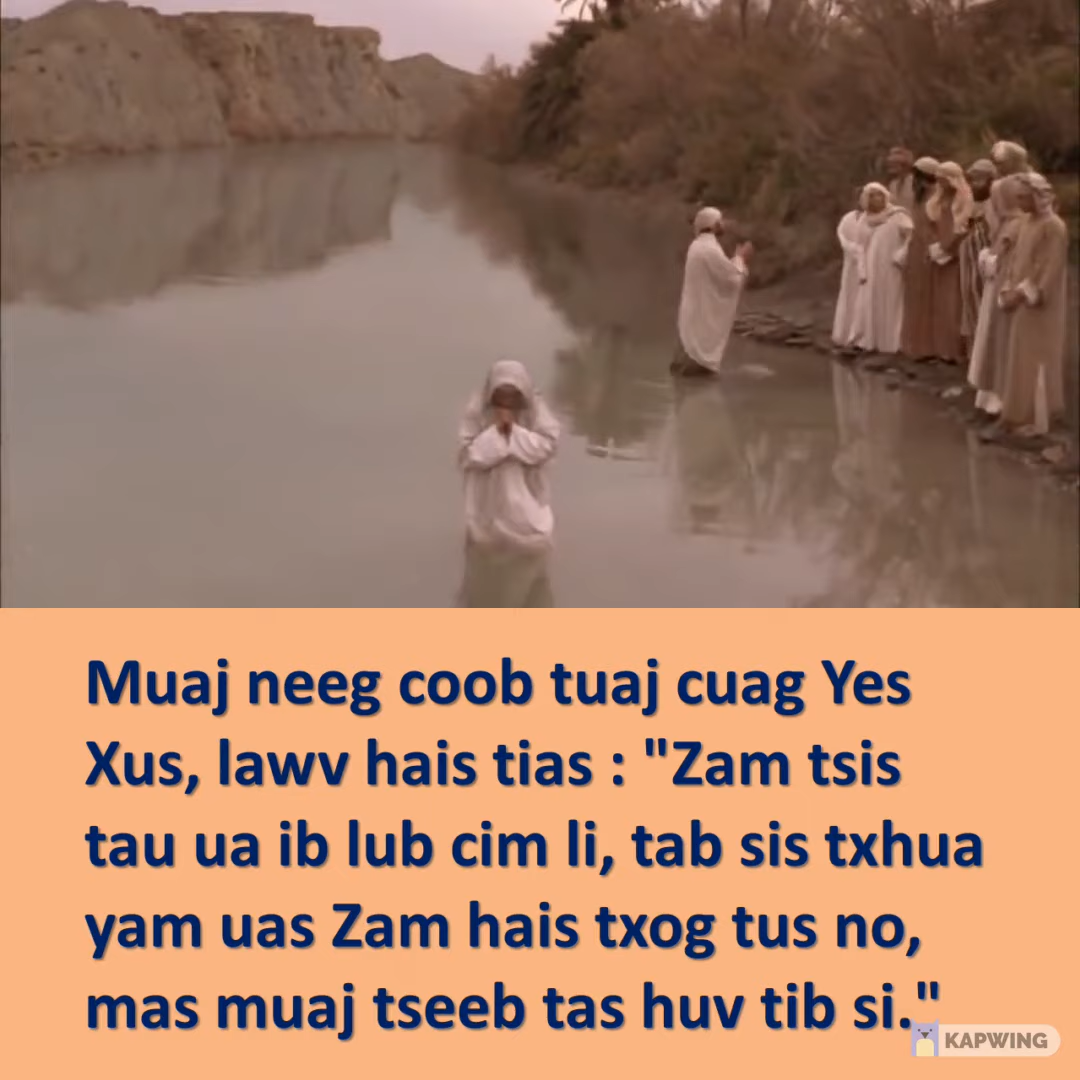 Muaj neeg coob tuaj cuag Yes
Xus, lawv hais tias : "Zam tsis
tau ua ib lub cim li, tab sis txhua
yam uas Zam hais txog tus no,
mas muaj tseeb tas huv tib si."
KAPWING